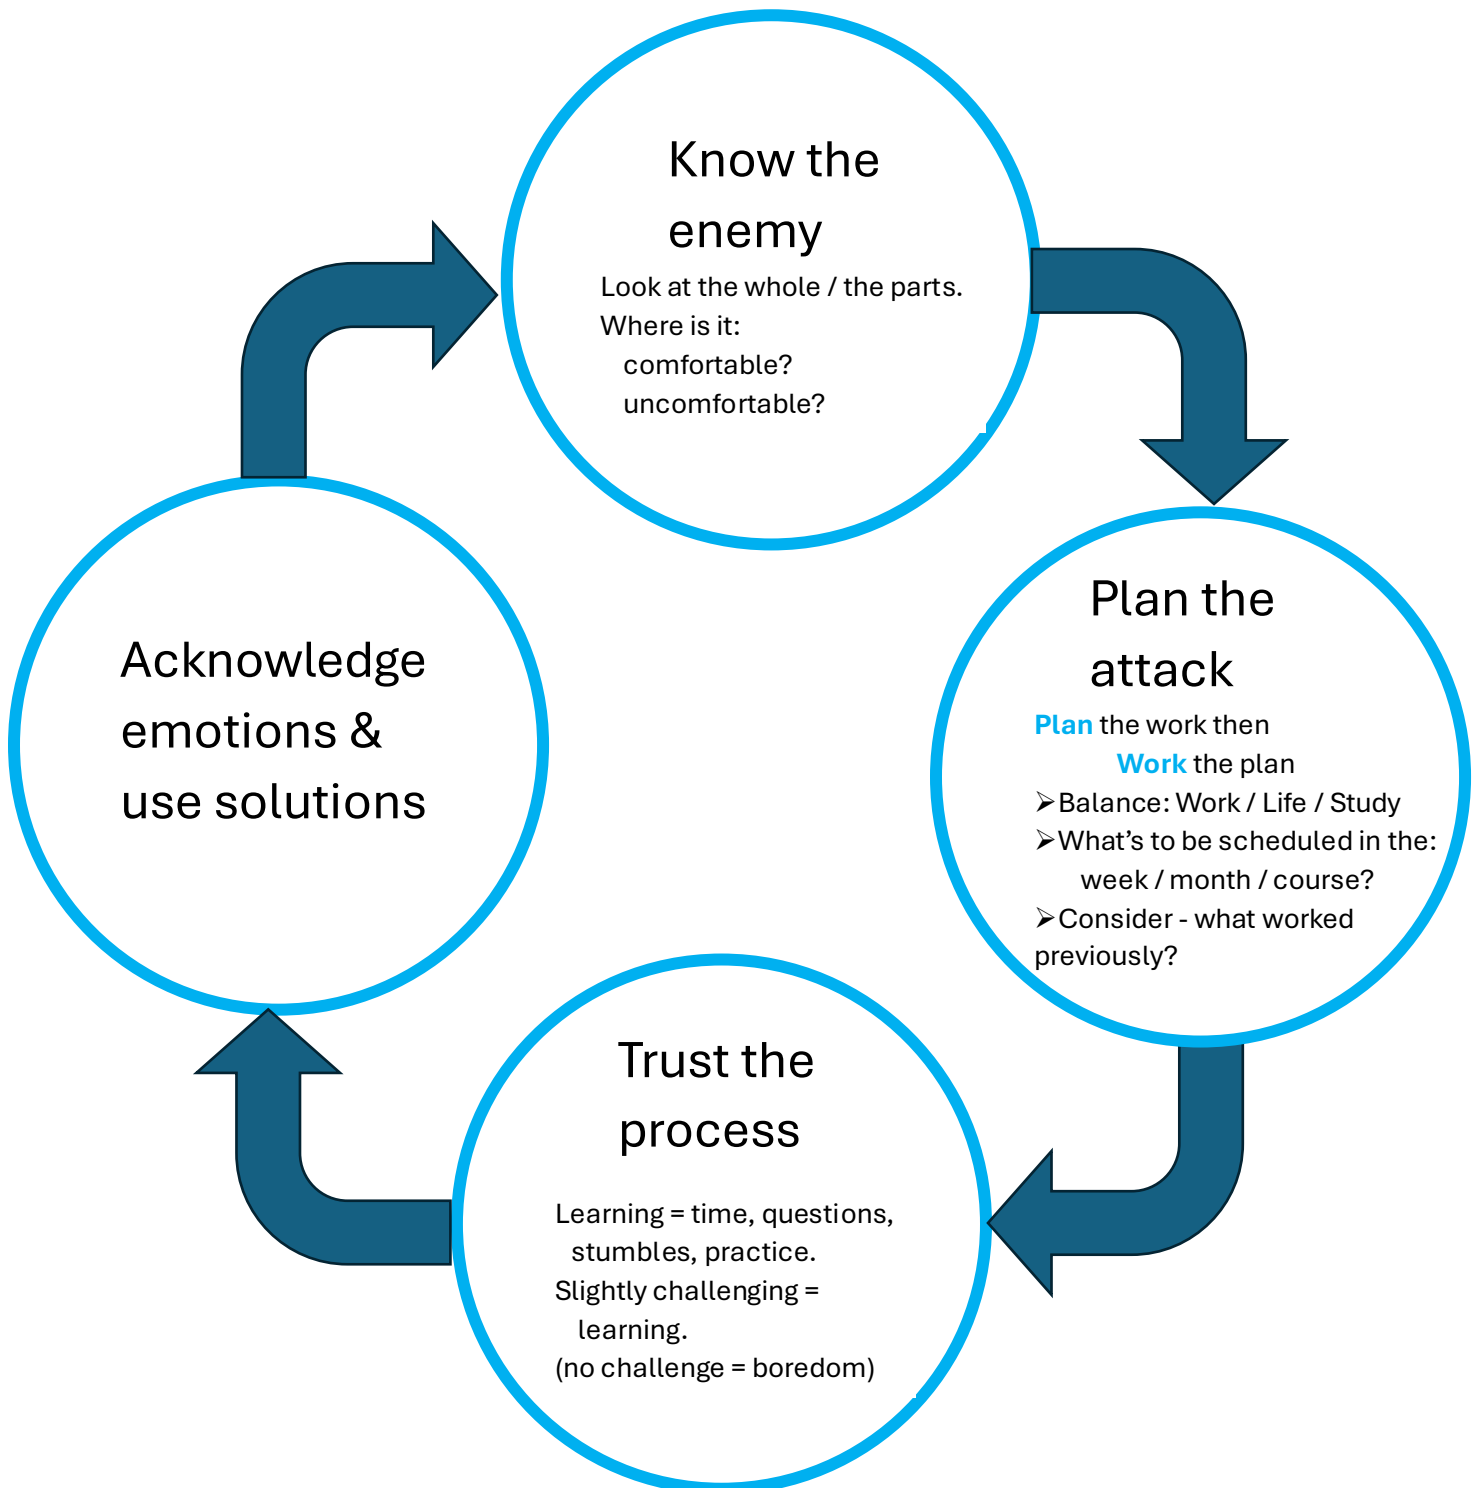 Know the
enemy
Look at the whole / the parts.
Where is it:
comfortable?
uncomfortable?
Plan the
attack
Plan the work then
Work the plan
➢Balance: Work / Life / Study
➢What’s to be scheduled in the:
week / month / course?
➢Consider - what worked
previously?
Trust the
process
Learning = time, questions,
stumbles, practice.
Slightly challenging =
learning.
(no challenge = boredom)
Acknowledge
emotions &
use solutions